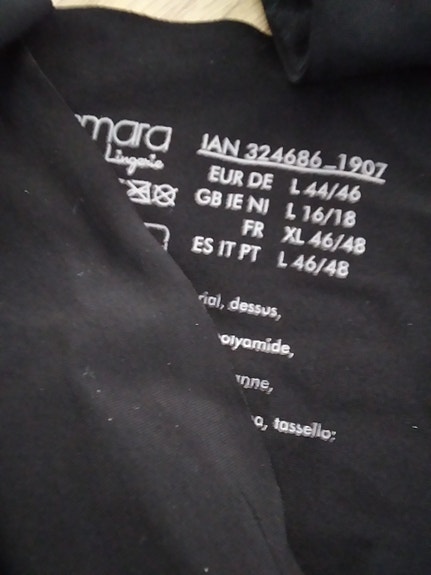 mara
Lingerie
IAN 324686_1907
EUR DE L 44/46
GB IE NI L 16/18
FR XL 46/48
ES IT PT L 46/48
rial, dessus,
olyamide,
nne,
a, tassello: